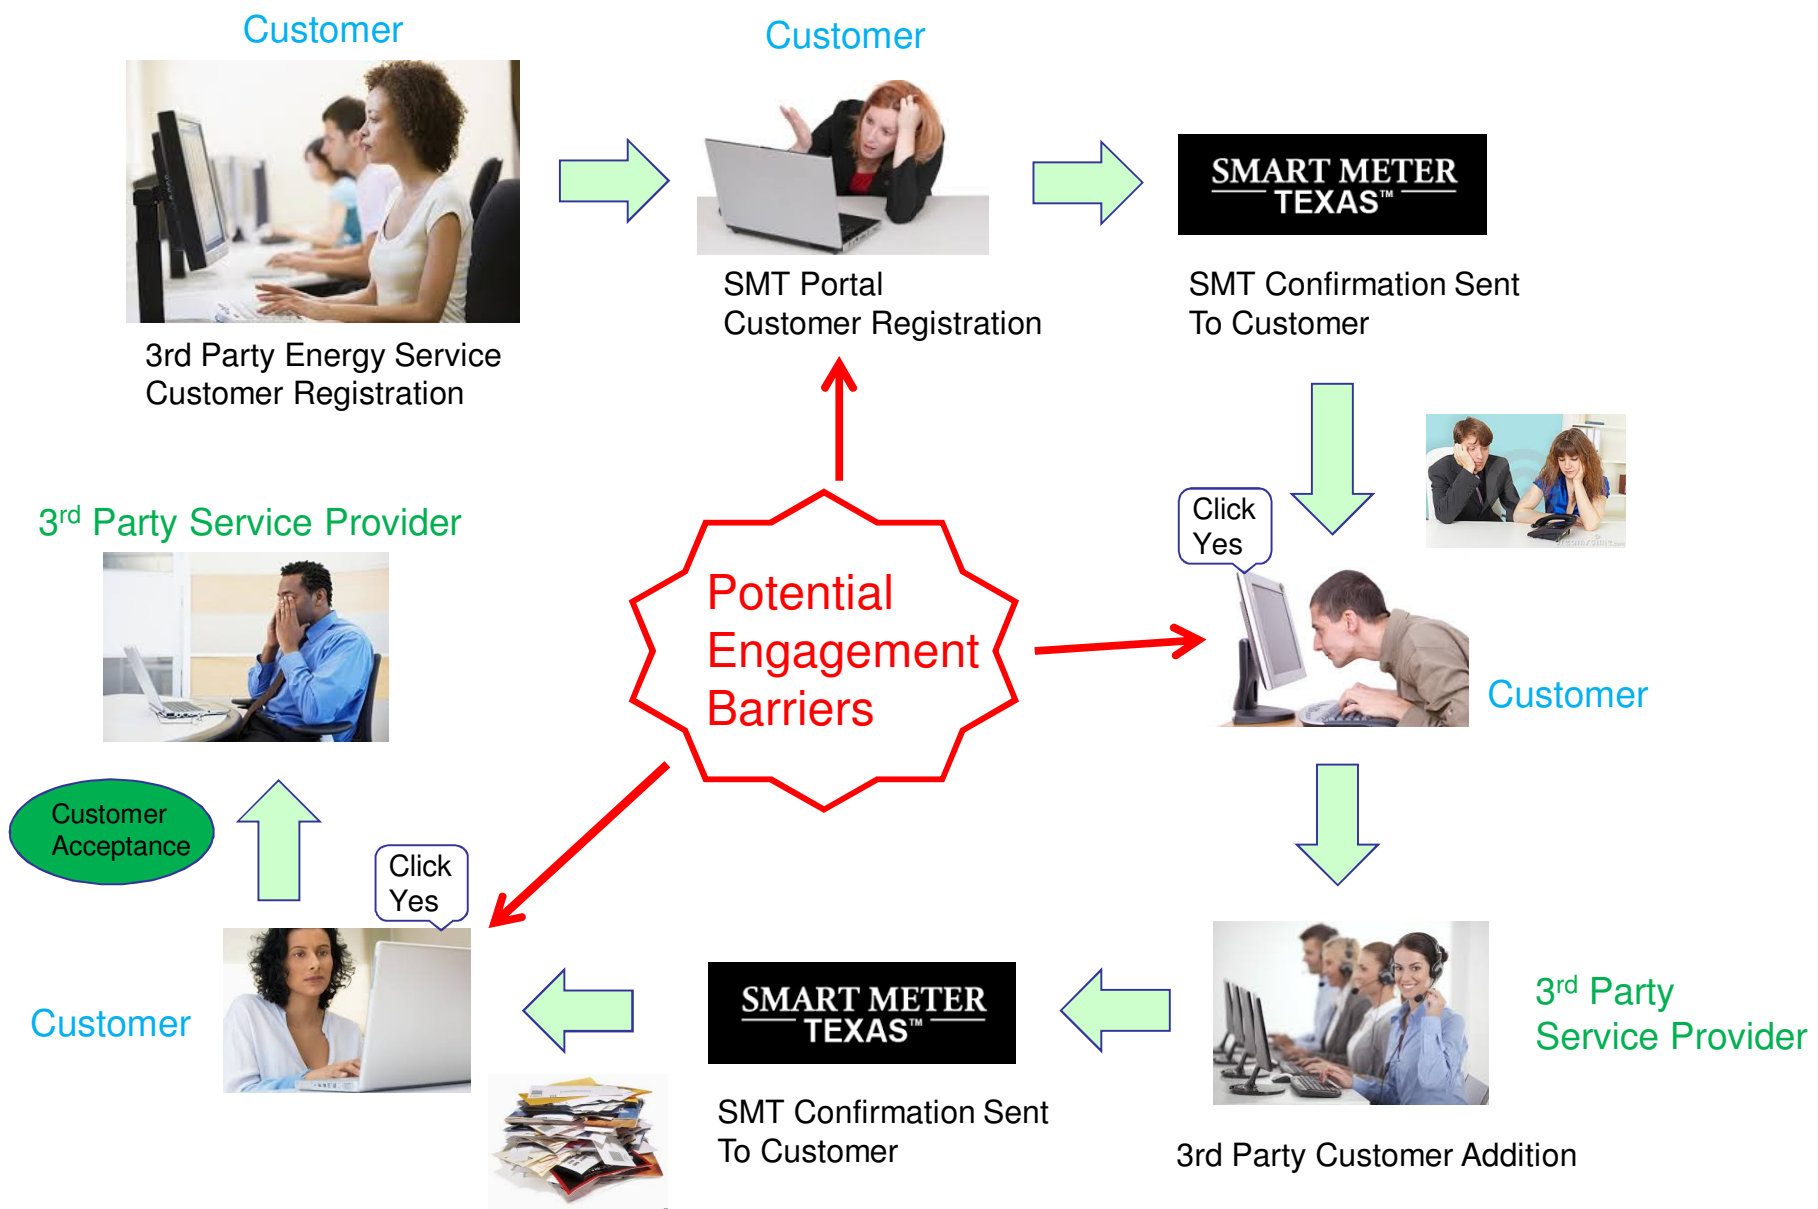 Customer
Customer
SMART METER
TEXAS™
3rd Party Energy Service
Customer Registration
SMT Portal
Customer Registration
SMT Confirmation Sent
To Customer
3rd Party Service Provider
Click
Yes
Potential
Engagement
Barriers
Customer
Customer
Acceptance
Click
Yes
Customer
SMART METER
TEXAS™
SMT Confirmation Sent
To Customer
3rd Party
Service Provider
3rd Party Customer Addition